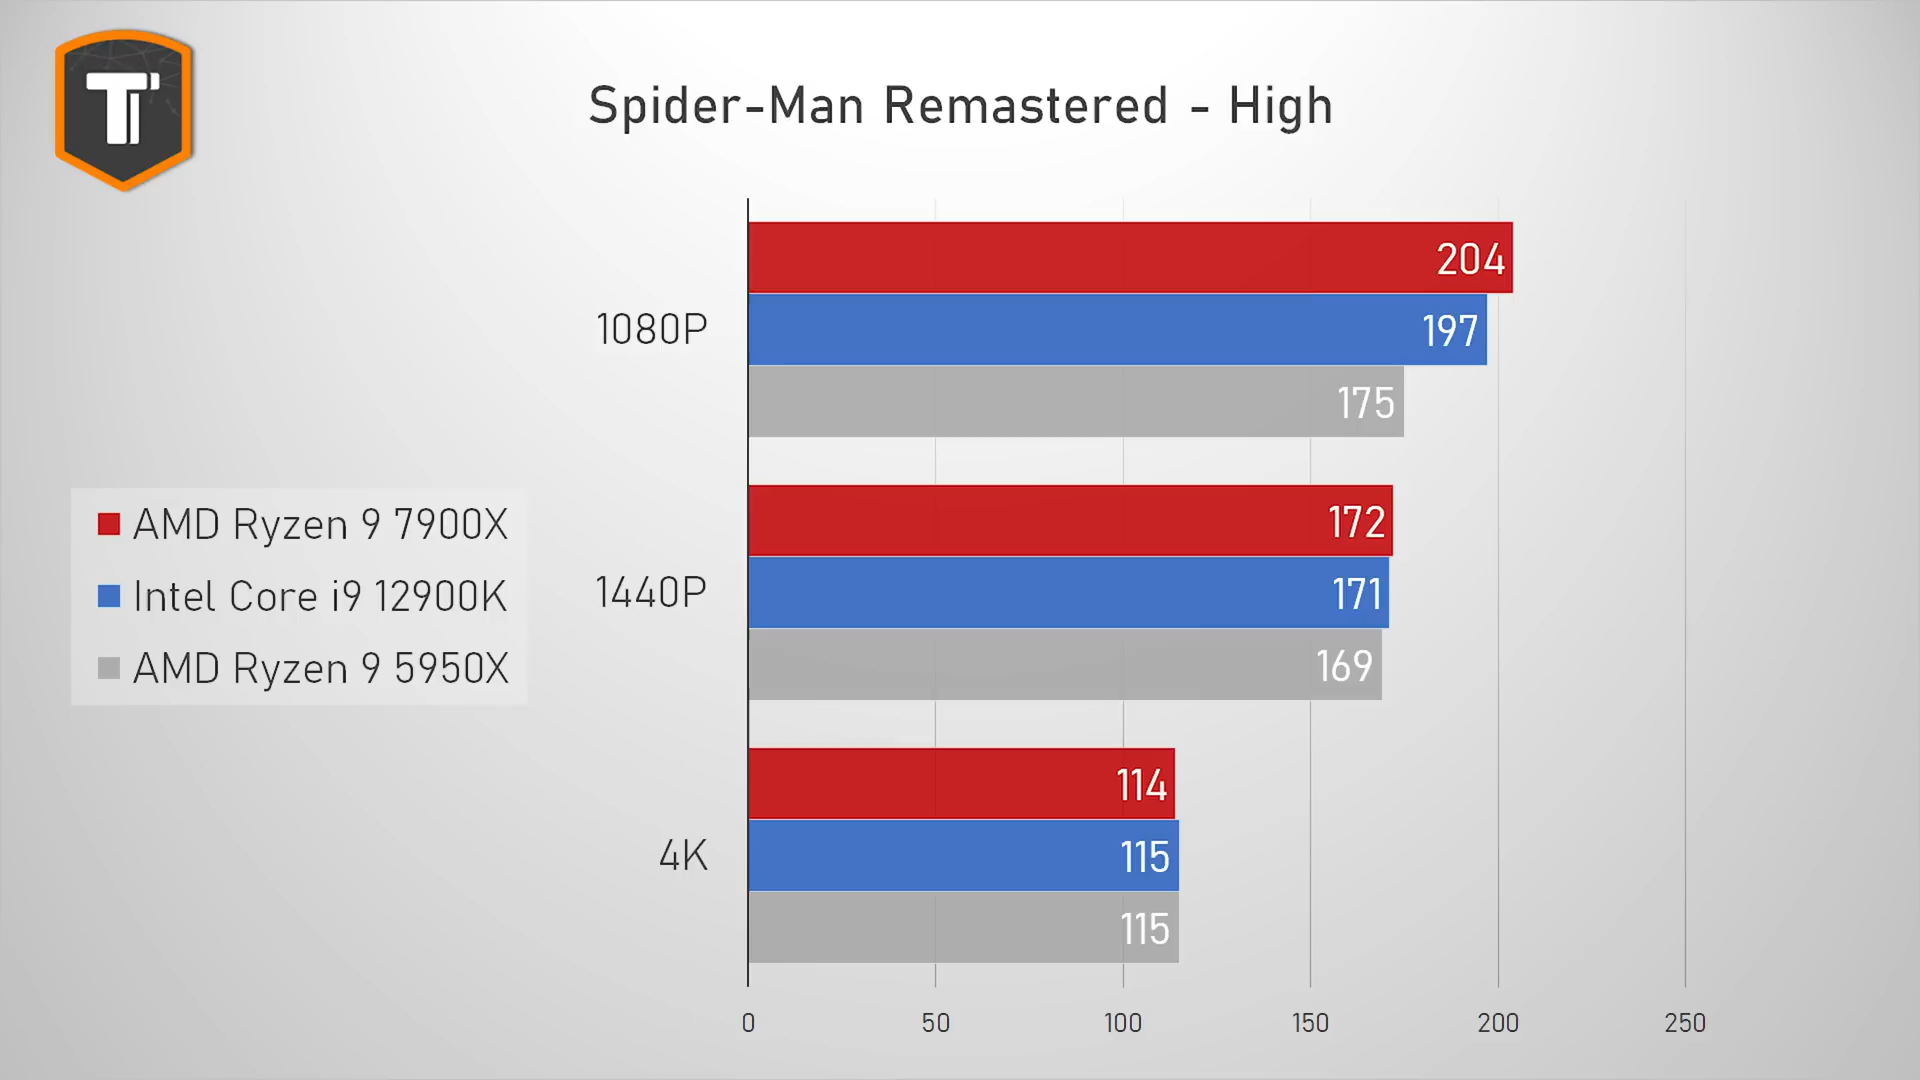 T
Spider-Man Remastered - High
204
1080P
197
175
172
AMD Ryzen 9 7900X
Intel Core i9 12900K
AMD Ryzen 9 5950X
1440P
171
169
114
4K
115
115
0 50 100 150 200 250